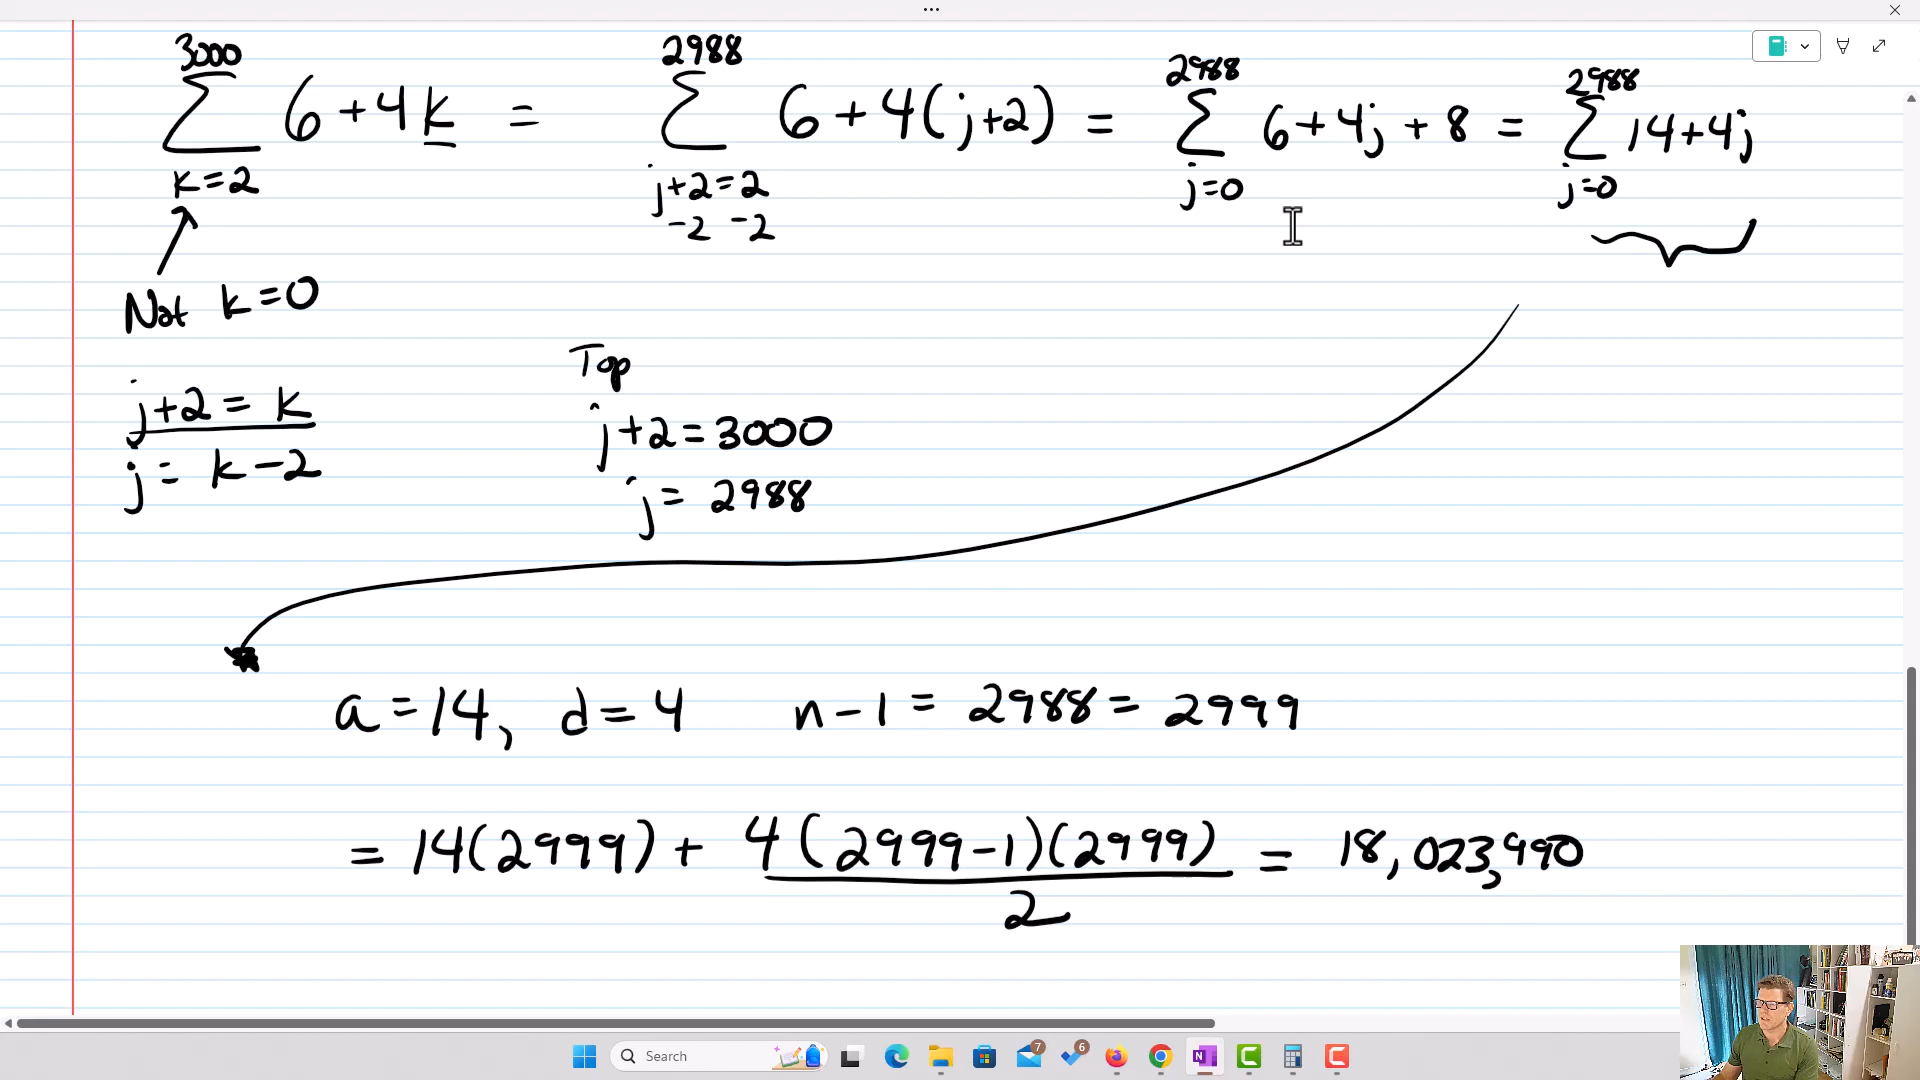 3000 2988 2988 2988
∑ 6+4k = ∑ 6+4(j+2) = ∑ 6+4j+8 = ∑ 14+4j
k=2 j+2=2 j=0 j=0
-2 -2
Not k=0
Top
j+2 = k
j+2=3000
j = k-2
j = 2988
a=14, d=4 n-1 = 2988 = 2999
= 14(2999) + 4(2999-1)(2999) = 18,023,990
2
Search
7
6